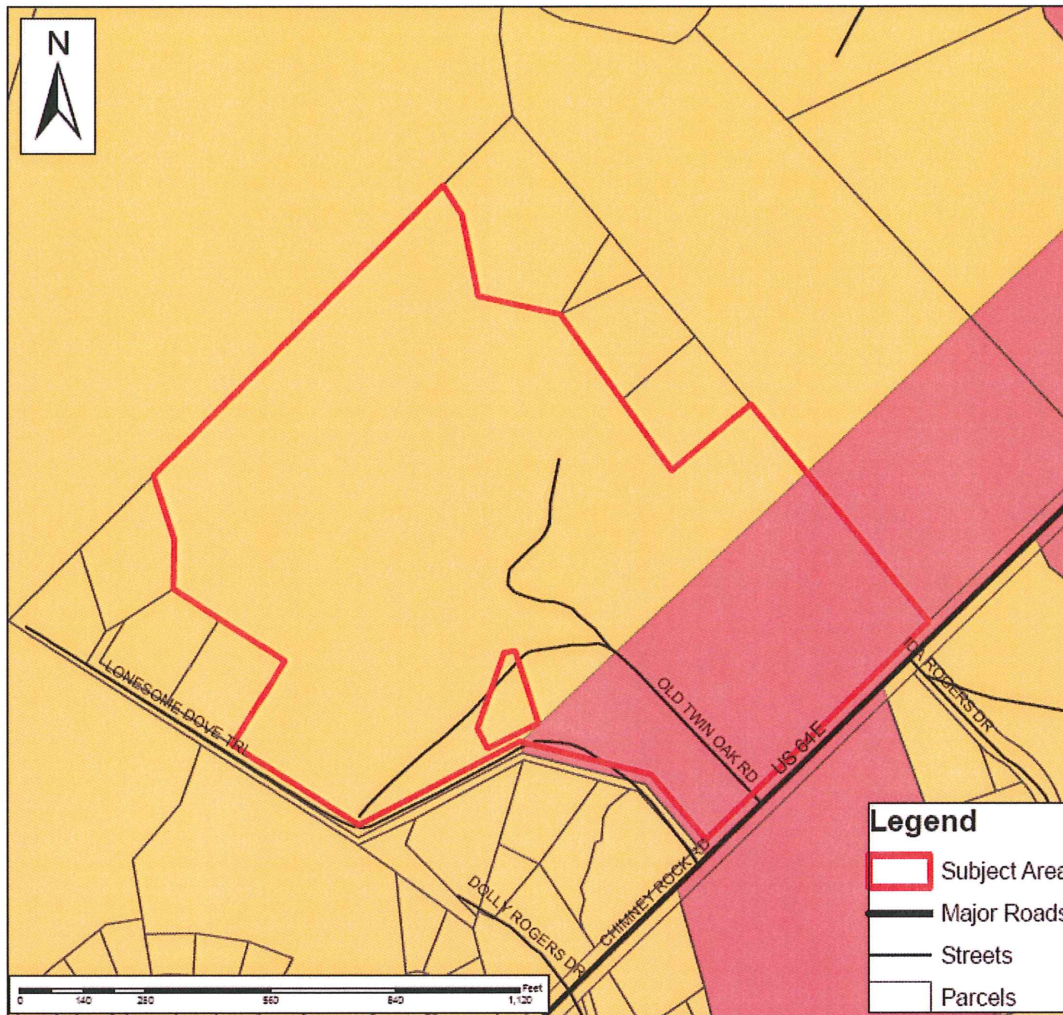 N
LONESOME DOVE TRL
OLD TWIN OAK RD
IDA ROGERS DR
US 64E
CHIMNEY ROCK RD
DOLLY ROGERS DR
Legend
Subject Area
Major Roads
Streets
Parcels
Feet
0 140 280 560 840 1,120